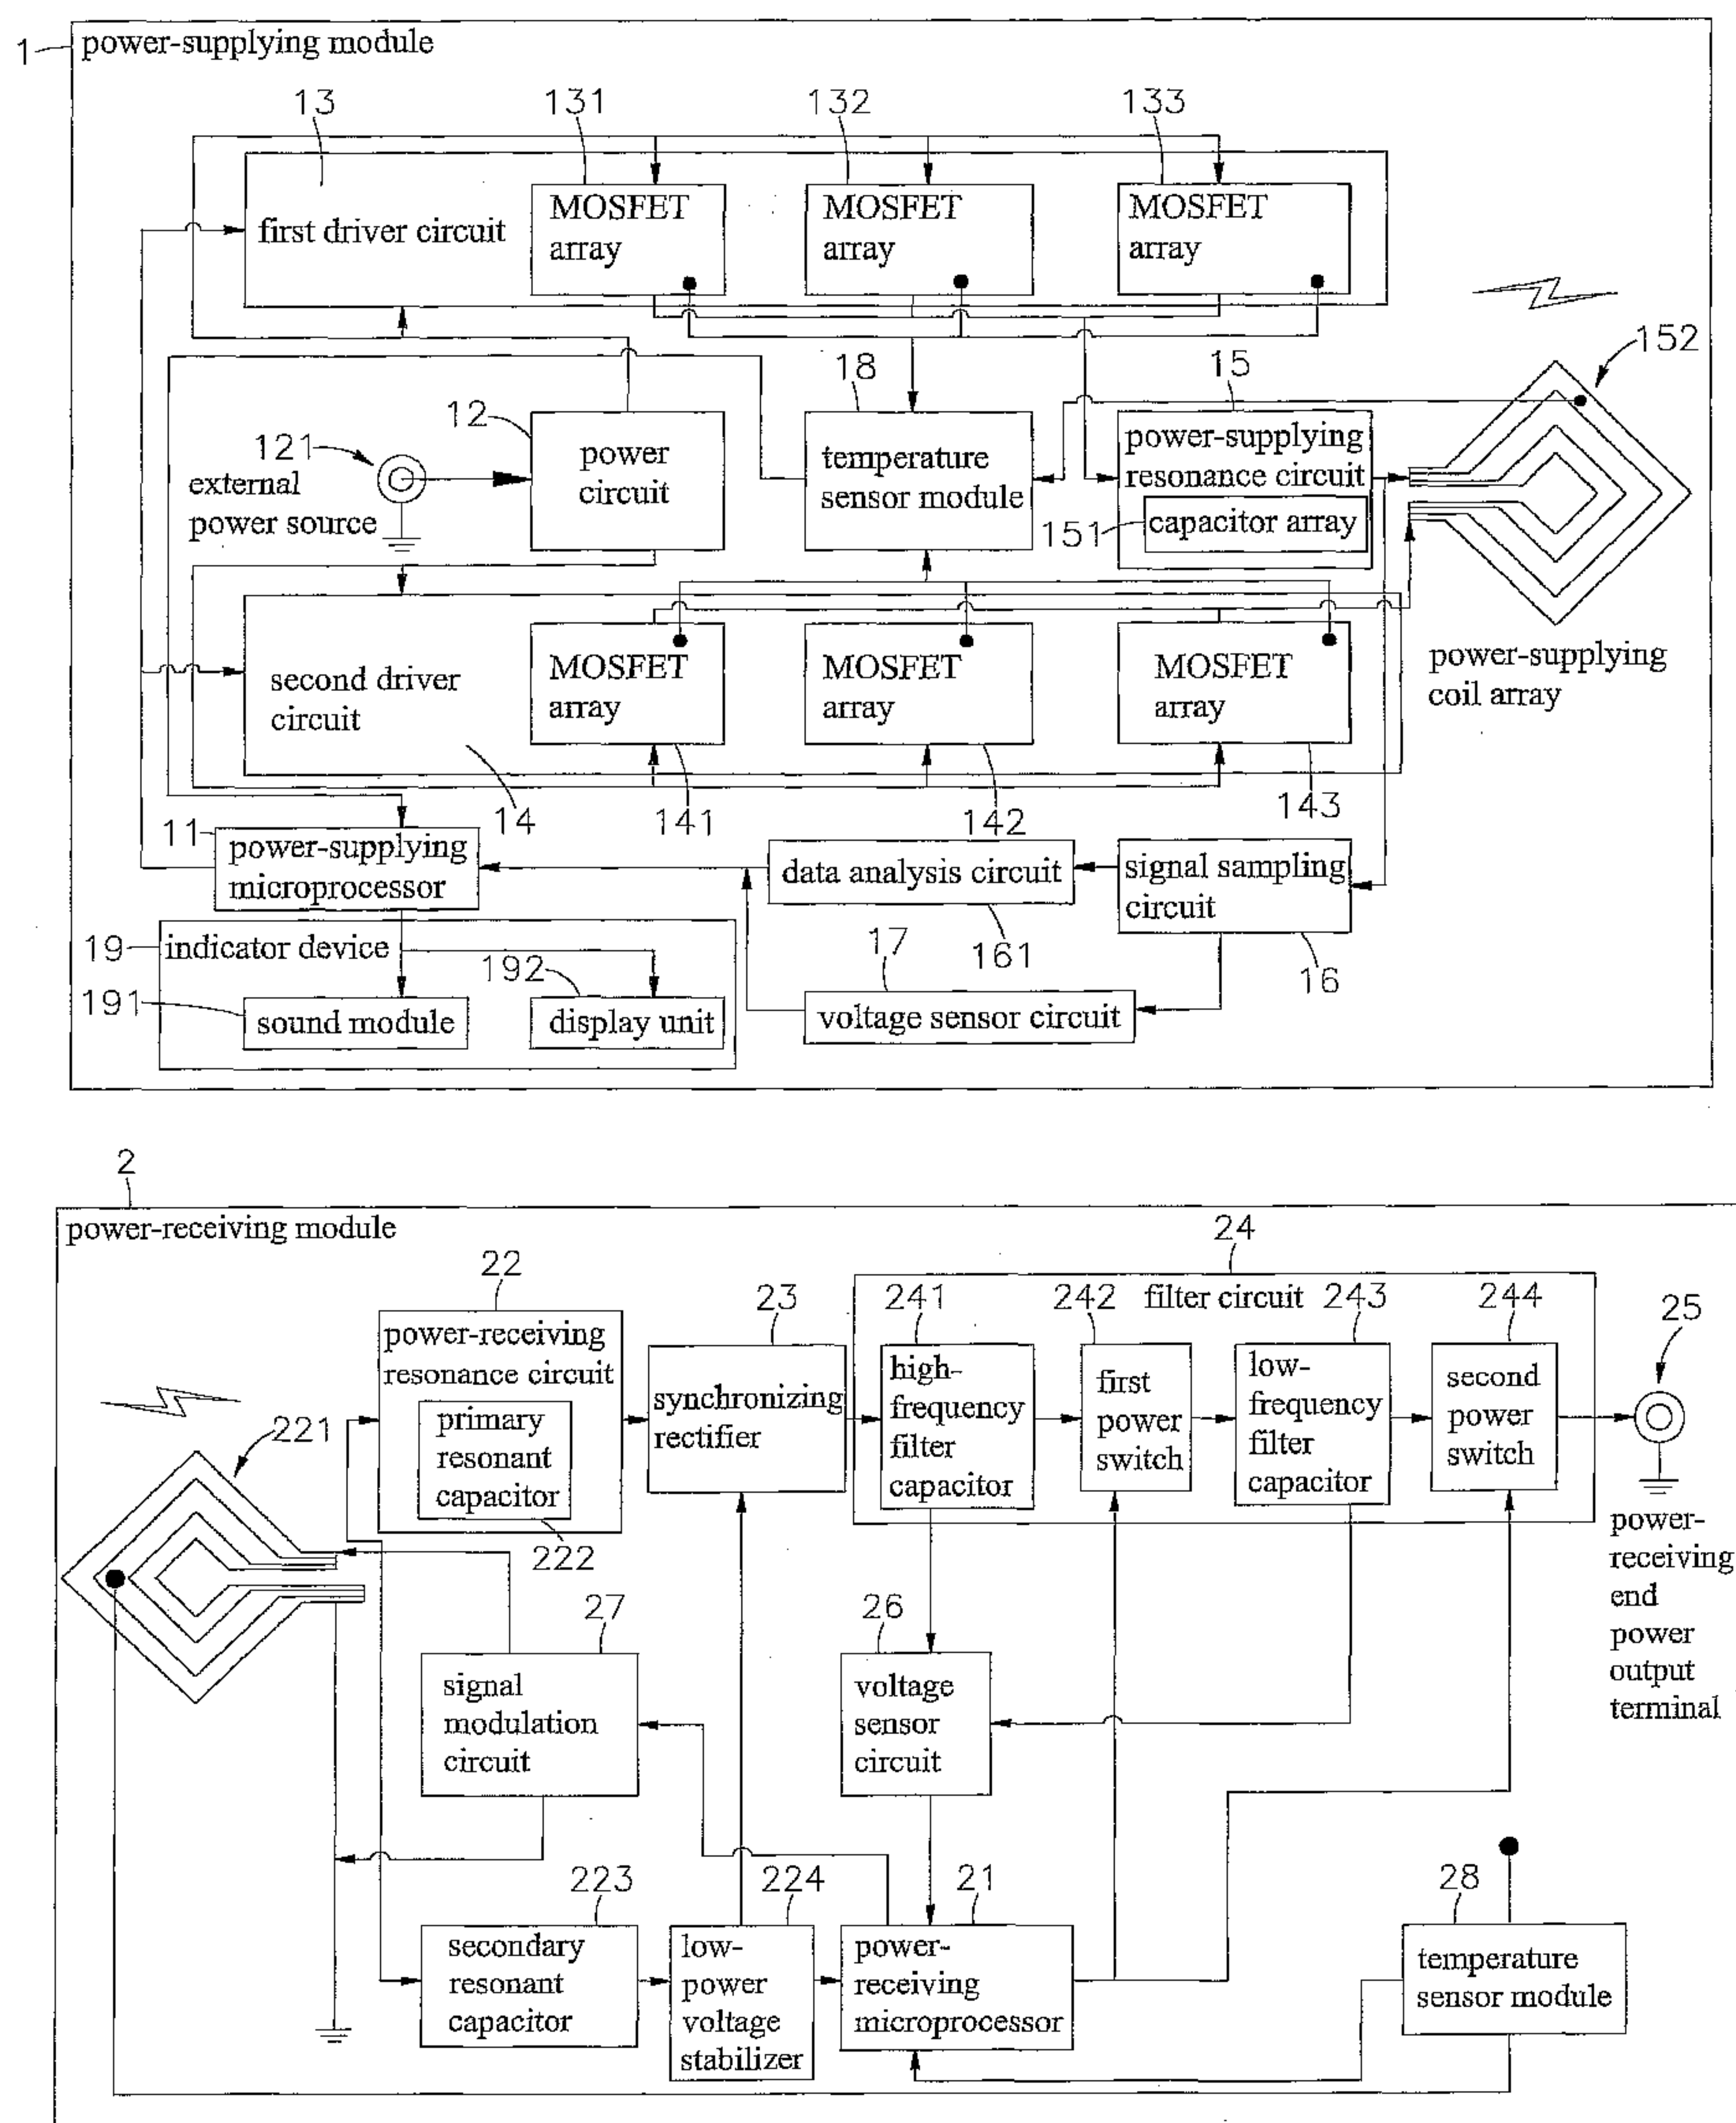 1
power-supplying module
13
131
132
133
first driver circuit
MOSFET
array
MOSFET
array
MOSFET
array
152
18
15
12
121
external
power source
power
circuit
temperature
sensor module
power-supplying
resonance circuit
151
capacitor array
second driver
circuit
MOSFET
array
MOSFET
array
MOSFET
array
power-supplying
coil array
14
141
142
143
11
power-supplying
microprocessor
data analysis circuit
signal sampling
circuit
161
16
19
indicator device
192
17
191
sound module
display unit
voltage sensor circuit
2
power-receiving module
24
22
23
241
242
filter circuit
243
244
25
power-receiving
resonance circuit
primary
resonant
capacitor
222
221
synchronizing
rectifier
high-
frequency
filter
capacitor
first
power
switch
low-
frequency
filter
capacitor
second
power
switch
power-
receiving
end
power
output
terminal
27
26
signal
modulation
circuit
voltage
sensor
circuit
223
224
21
28
secondary
resonant
capacitor
low-
power
voltage
stabilizer
power-
receiving
microprocessor
temperature
sensor module